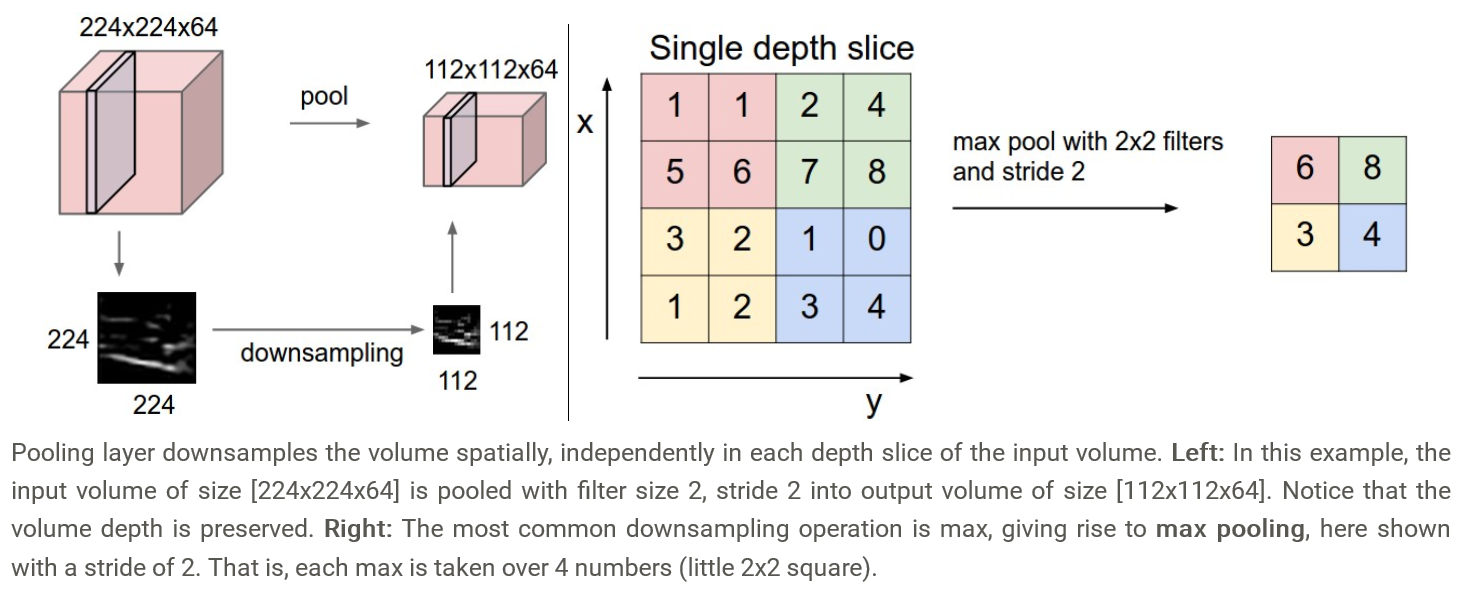 224x224x64
pool
112x112x64
224
224
downsampling
112
112
Single depth slice
x
1 1 2 4
5 6 7 8
3 2 1 0
1 2 3 4
y
max pool with 2x2 filters
and stride 2
6 8
3 4
Pooling layer downsamples the volume spatially, independently in each depth slice of the input volume. Left: In this example, the
input volume of size [224x224x64] is pooled with filter size 2, stride 2 into output volume of size [112x112x64]. Notice that the
volume depth is preserved. Right: The most common downsampling operation is max, giving rise to max pooling, here shown
with a stride of 2. That is, each max is taken over 4 numbers (little 2x2 square).